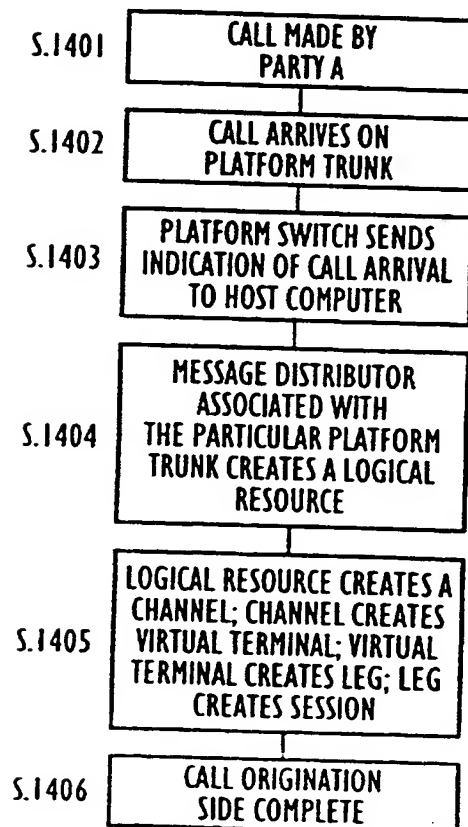 S.1401
CALL MADE BY
PARTY A
S.1402
CALL ARRIVES ON
PLATFORM TRUNK
S.1403
PLATFORM SWITCH SENDS
INDICATION OF CALL ARRIVAL
TO HOST COMPUTER
S.1404
MESSAGE DISTRIBUTOR
ASSOCIATED WITH
THE PARTICULAR PLATFORM
TRUNK CREATES A LOGICAL
RESOURCE
S.1405
LOGICAL RESOURCE CREATES A
CHANNEL; CHANNEL CREATES
VIRTUAL TERMINAL; VIRTUAL
TERMINAL CREATES LEG; LEG
CREATES SESSION
S.1406
CALL ORIGINATION
SIDE COMPLETE